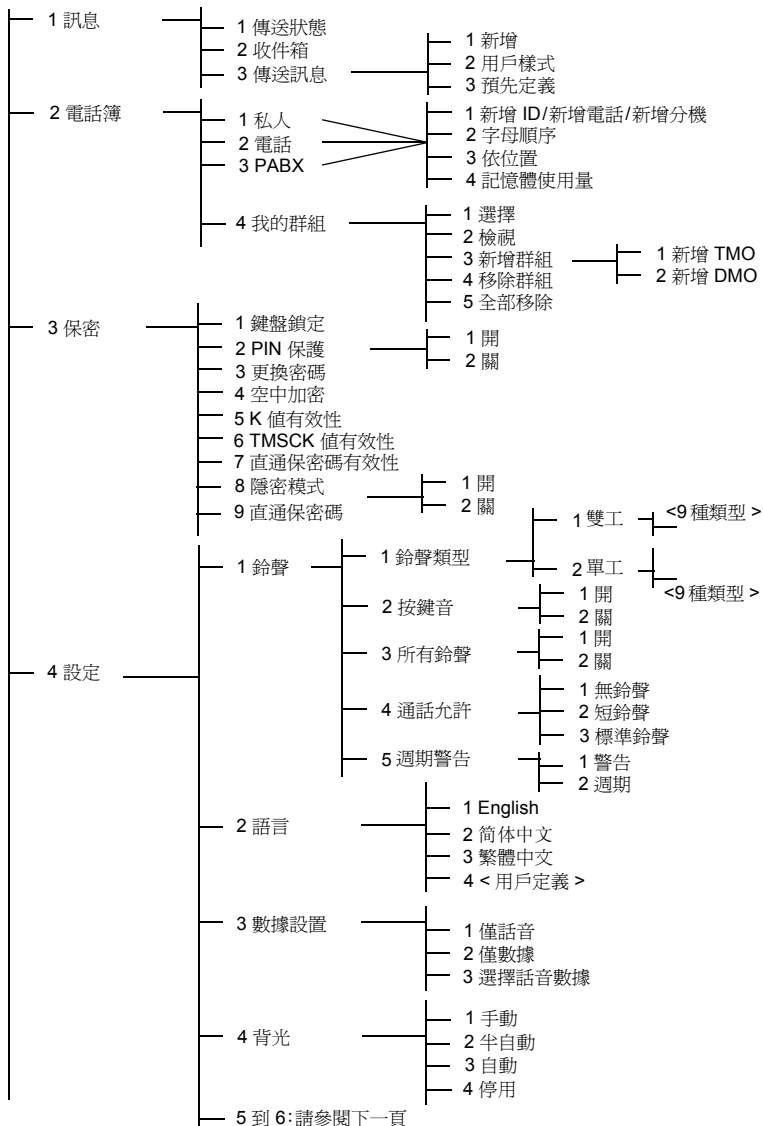 1 訊息
1 傳送狀態
2 收件箱
3 傳送訊息
1 新增
2 用戶樣式
3 預先定義
2 電話簿
1 私人
2 電話
3 PABX
1 新增 ID/新增電話/新增分機
2 字母順序
3 依位置
4 記憶體使用量
4 我的群組
1 選擇
2 檢視
3 新增群組
4 移除群組
5 全部移除
1 新增 TMO
2 新增 DMO
3 保密
1 鍵盤鎖定
2 PIN 保護
1 開
2 關
3 更換密碼
4 空中加密
5 K 值有效性
6 TMSCK 值有效性
7 直通保密碼有效性
8 隱密模式
9 直通保密碼
1 開
2 關
4 設定
1 鈴聲
1 鈴聲類型
1 雙工
<9 種類型 >
2 單工
<9 種類型 >
2 按鍵音
1 開
2 關
3 所有鈴聲
1 開
2 關
4 通話允許
1 無鈴聲
2 短鈴聲
3 標準鈴聲
5 週期警告
1 警告
2 週期
2 語言
1 English
2 简体中文
3 繁體中文
4 < 用戶定義 >
3 數據設置
1 僅話音
2 僅數據
3 選擇話音數據
4 背光
1 手動
2 半自動
3 自動
4 停用
5 到 6：請參閱下一頁